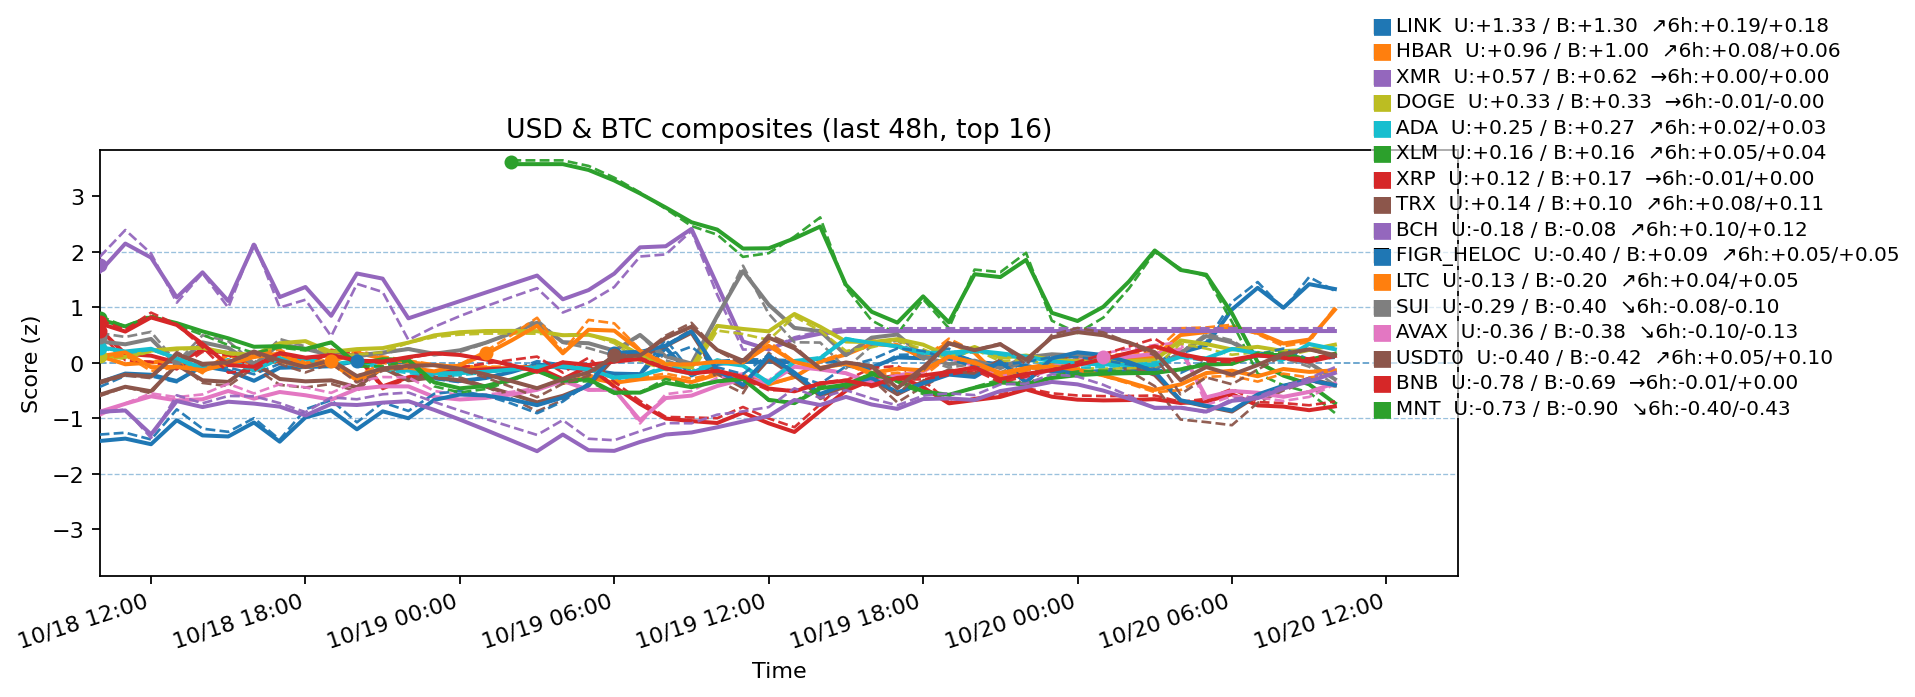 LINK  U:+1.33 / B:+1.30  ↗6h:+0.19/+0.18
HBAR  U:+0.96 / B:+1.00  ↗6h:+0.08/+0.06
XMR  U:+0.57 / B:+0.62  →6h:+0.00/+0.00
DOGE  U:+0.33 / B:+0.33  →6h:-0.01/-0.00
ADA  U:+0.25 / B:+0.27  ↗6h:+0.02/+0.03
XLM  U:+0.16 / B:+0.16  ↗6h:+0.05/+0.04
XRP  U:+0.12 / B:+0.17  →6h:-0.01/+0.00
TRX  U:+0.14 / B:+0.10  ↗6h:+0.08/+0.11
BCH  U:-0.18 / B:-0.08  ↗6h:+0.10/+0.12
FIGR_HELOC  U:-0.40 / B:+0.09  ↗6h:+0.05/+0.05
LTC  U:-0.13 / B:-0.20  ↗6h:+0.04/+0.05
SUI  U:-0.29 / B:-0.40  ↘6h:-0.08/-0.10
AVAX  U:-0.36 / B:-0.38  ↘6h:-0.10/-0.13
USDT0  U:-0.40 / B:-0.42  ↗6h:+0.05/+0.10
BNB  U:-0.78 / B:-0.69  →6h:-0.01/+0.00
MNT  U:-0.73 / B:-0.90  ↘6h:-0.40/-0.43
USD & BTC composites (last 48h, top 16)
Score (z)
3
2
1
0
−1
−2
−3
10/18 12:00
10/18 18:00
10/19 00:00
10/19 06:00
10/19 12:00
10/19 18:00
10/20 00:00
10/20 06:00
10/20 12:00
Time